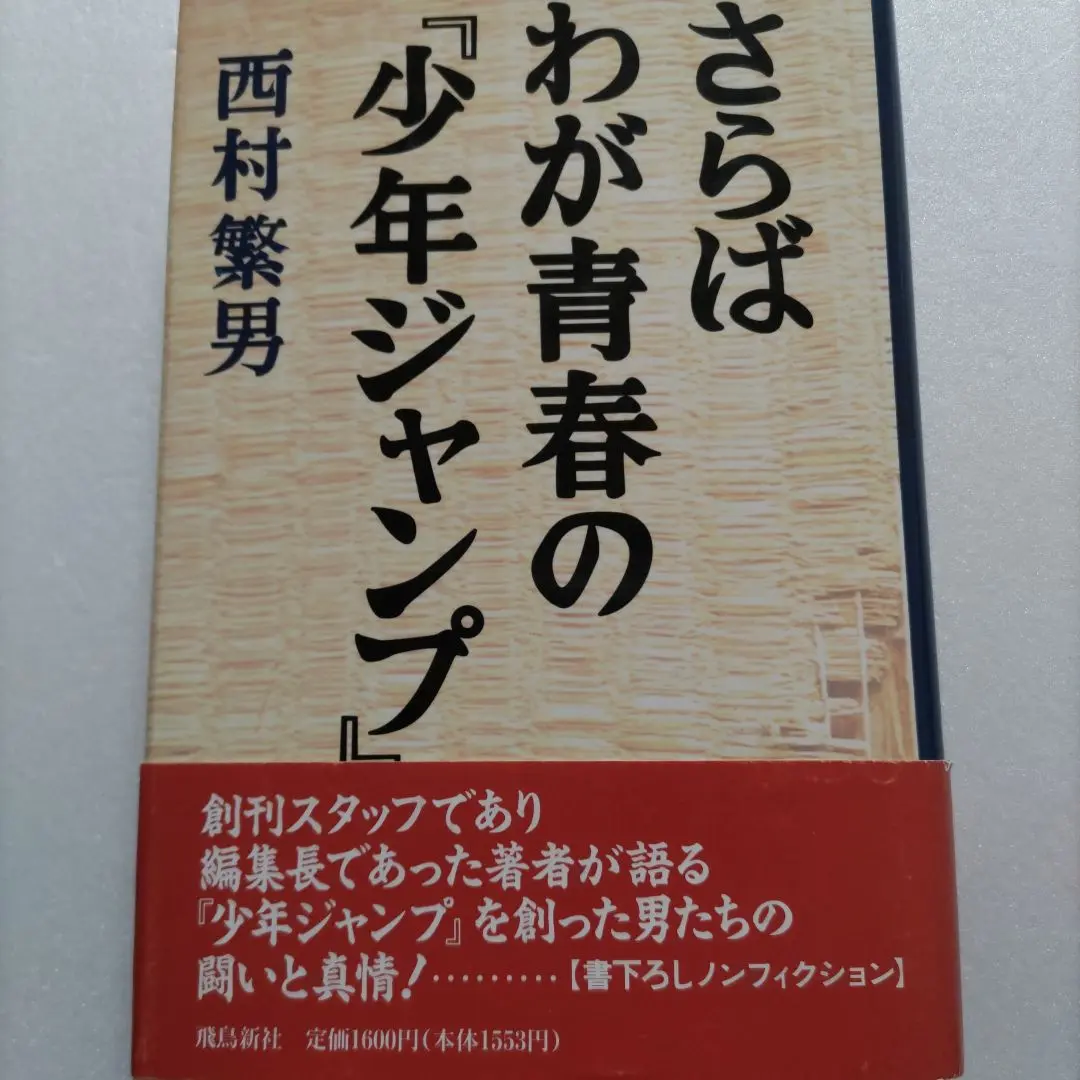 さらば
わが青春の
『少年ジャンプ』
西村繁男
創刊スタッフであり
編集長であった著者が語る
『少年ジャンプ』を創った男たちの
闘いと真情!………【書下ろしノンフィクション】
飛鳥新社 定価1600円(本体1553円)